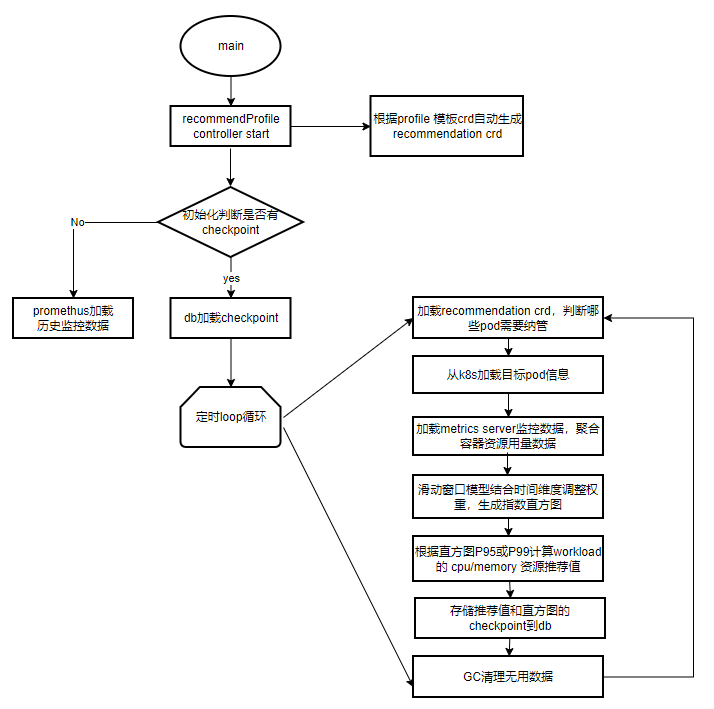 main
recommendProfile
controller start
根据profile 模板crd自动生成
recommendation crd
初始化判断是否有
checkpoint
No
yes
promethus加载
历史监控数据
db加载checkpoint
定时loop循环
加载recommendation crd，判断哪
些pod需要纳管
从k8s加载目标pod信息
加载metrics server监控数据，聚合
容器资源用量数据
滑动窗口模型结合时间维度调整权
重，生成指数直方图
根据直方图P95或P99计算workload
的 cpu/memory 资源推荐值
存储推荐值和直方图的
checkpoint到db
GC清理无用数据